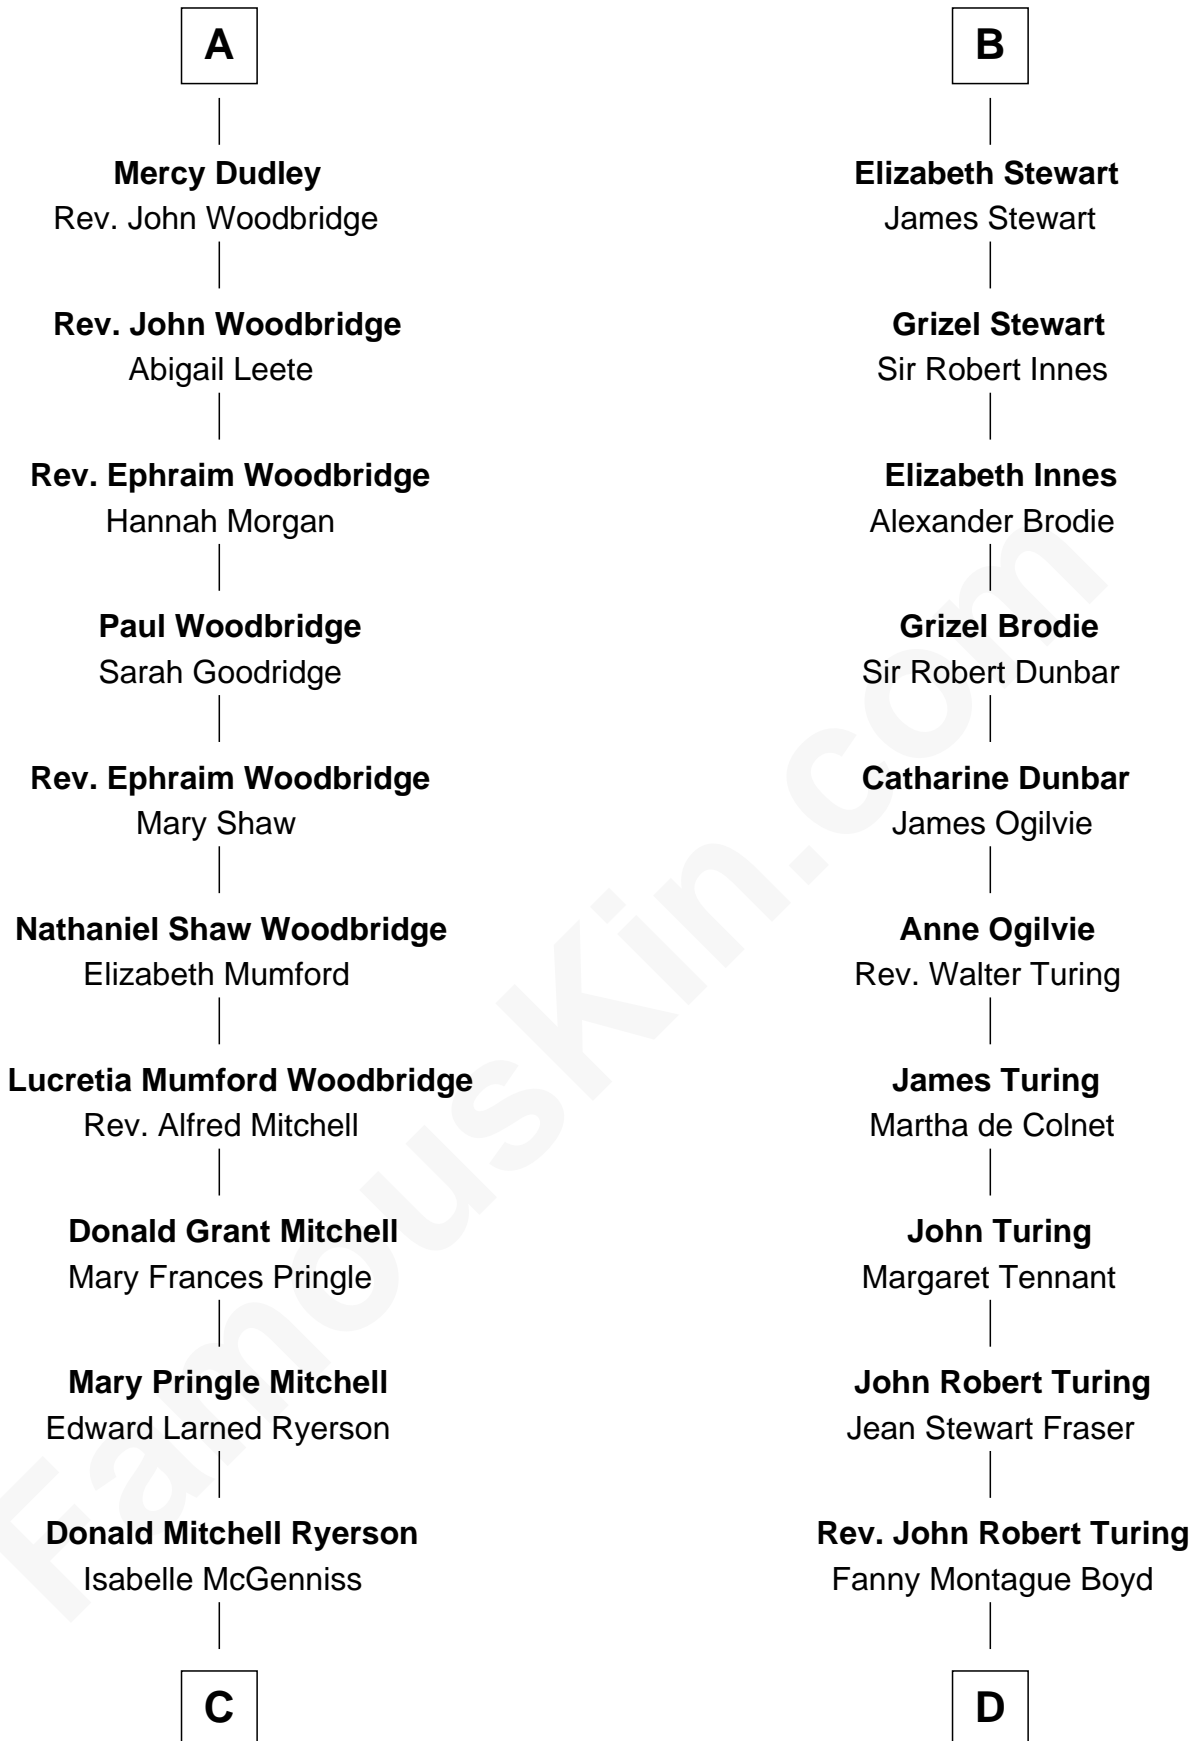 A
Mercy Dudley
Rev. John Woodbridge
Rev. John Woodbridge
Abigail Leete
Rev. Ephraim Woodbridge
Hannah Morgan
Paul Woodbridge
Sarah Goodridge
Rev. Ephraim Woodbridge
Mary Shaw
Nathaniel Shaw Woodbridge
Elizabeth Mumford
Lucretia Mumford Woodbridge
Rev. Alfred Mitchell
Donald Grant Mitchell
Mary Frances Pringle
Mary Pringle Mitchell
Edward Larned Ryerson
Donald Mitchell Ryerson
Isabelle McGenniss
C
B
Elizabeth Stewart
James Stewart
Grizel Stewart
Sir Robert Innes
Elizabeth Innes
Alexander Brodie
Grizel Brodie
Sir Robert Dunbar
Catharine Dunbar
James Ogilvie
Anne Ogilvie
Rev. Walter Turing
James Turing
Martha de Colnet
John Turing
Margaret Tennant
John Robert Turing
Jean Stewart Fraser
Rev. John Robert Turing
Fanny Montague Boyd
D
FamousKin.com